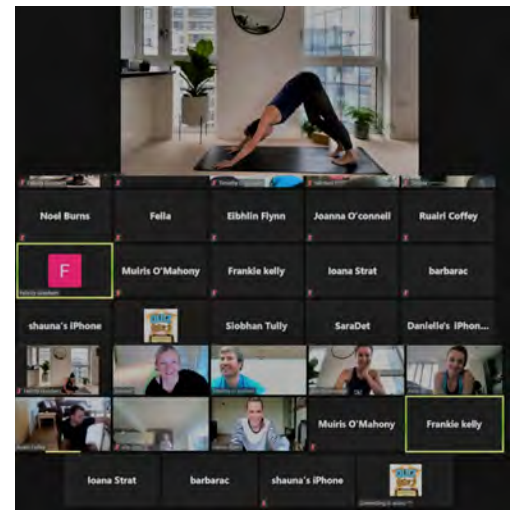 Noel Burns
Fella
Eibhlin Flynn
Joanna O'connell
Ruairi Coffey
F
Muiris O'Mahony
Frankie kelly
Ioana Strat
barbarac
shauna's iPhone
Siobhan Tully
SaraDet
Danielle's iPhon...
Muiris O'Mahony
Frankie kelly
Ioana Strat
barbarac
shauna's iPhone